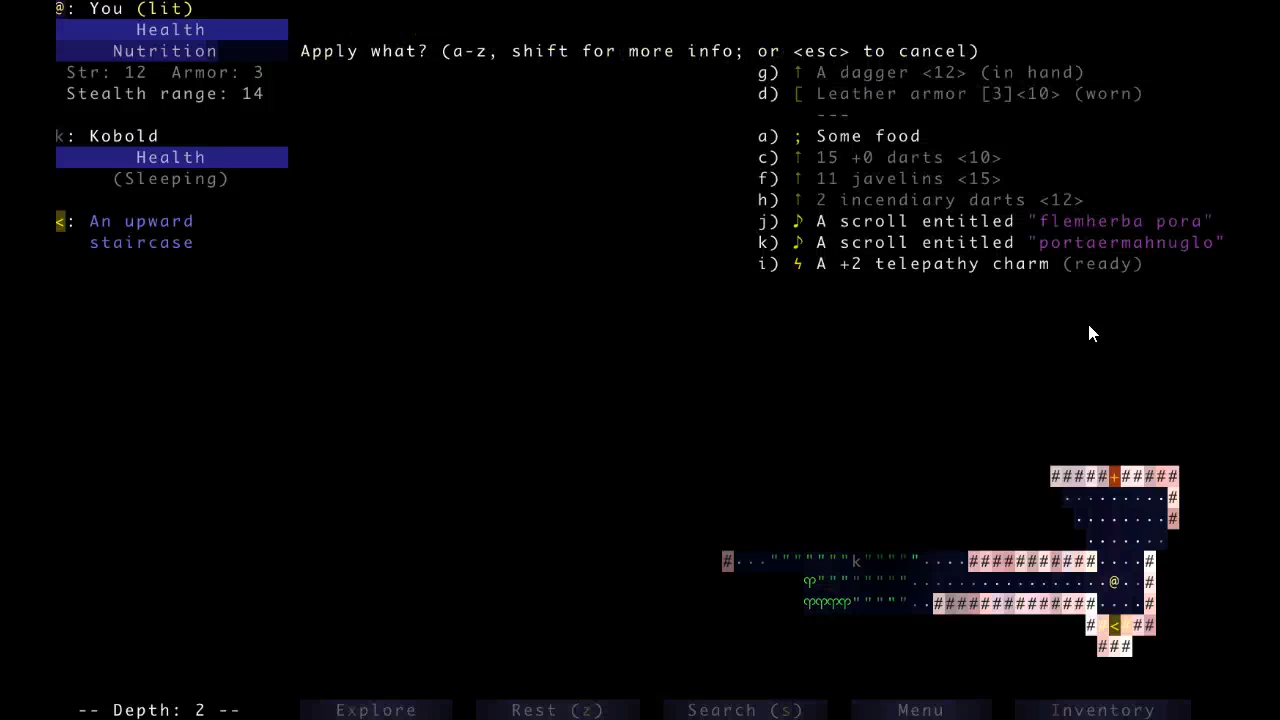 @: You (lit)
Health
Nutrition
Apply what? (a-z, shift for more info; or <esc> to cancel)
Str: 12 Armor: 3
g) ↑ A dagger <12> (in hand)
Stealth range: 14
d) [ Leather armor [3]<10> (worn)
---
k: Kobold
a) ; Some food
Health
c) ↑ 15 +0 darts <10>
(Sleeping)
f) ↑ 11 javelins <15>
h) ↑ 2 incendiary darts <12>
<: An upward
j) ♪ A scroll entitled "flemherba pora"
staircase
k) ♪ A scroll entitled "portaermahnuglo"
i) ϟ A +2 telepathy charm (ready)
-- Depth: 2 --
Explore
Rest (z)
Search (s)
Menu
Inventory